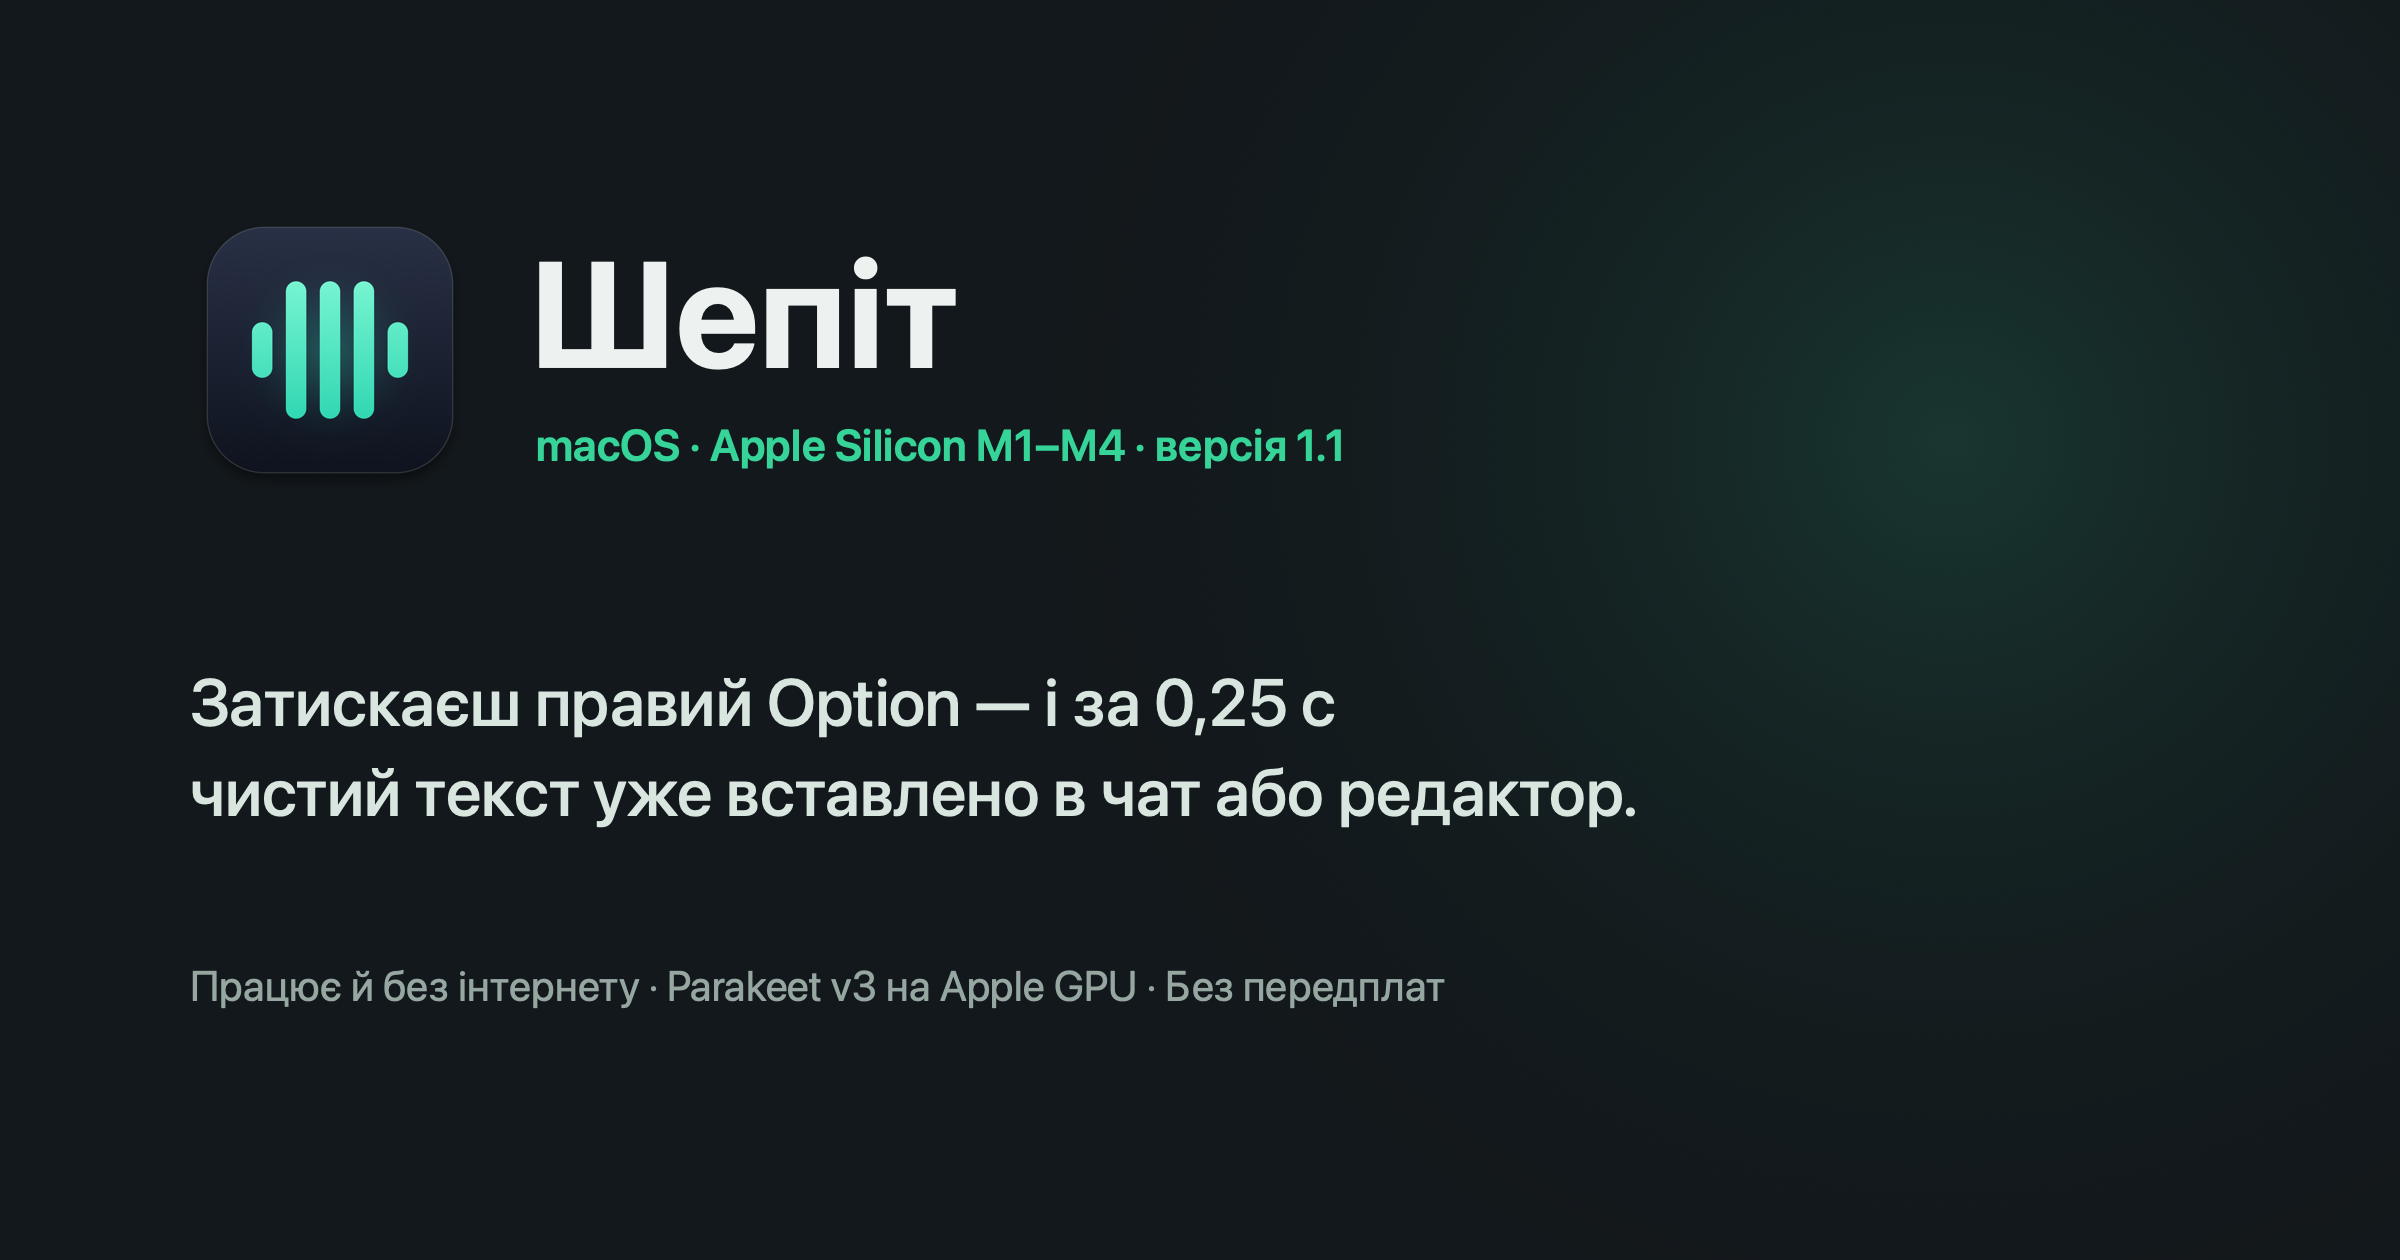 Шепіт
macOS · Apple Silicon M1–M4 · версія 1.1
Затискаєш правий Option — і за 0,25 с
чистий текст уже вставлено в чат або редактор.
Працює й без інтернету · Parakeet v3 на Apple GPU · Без передплат